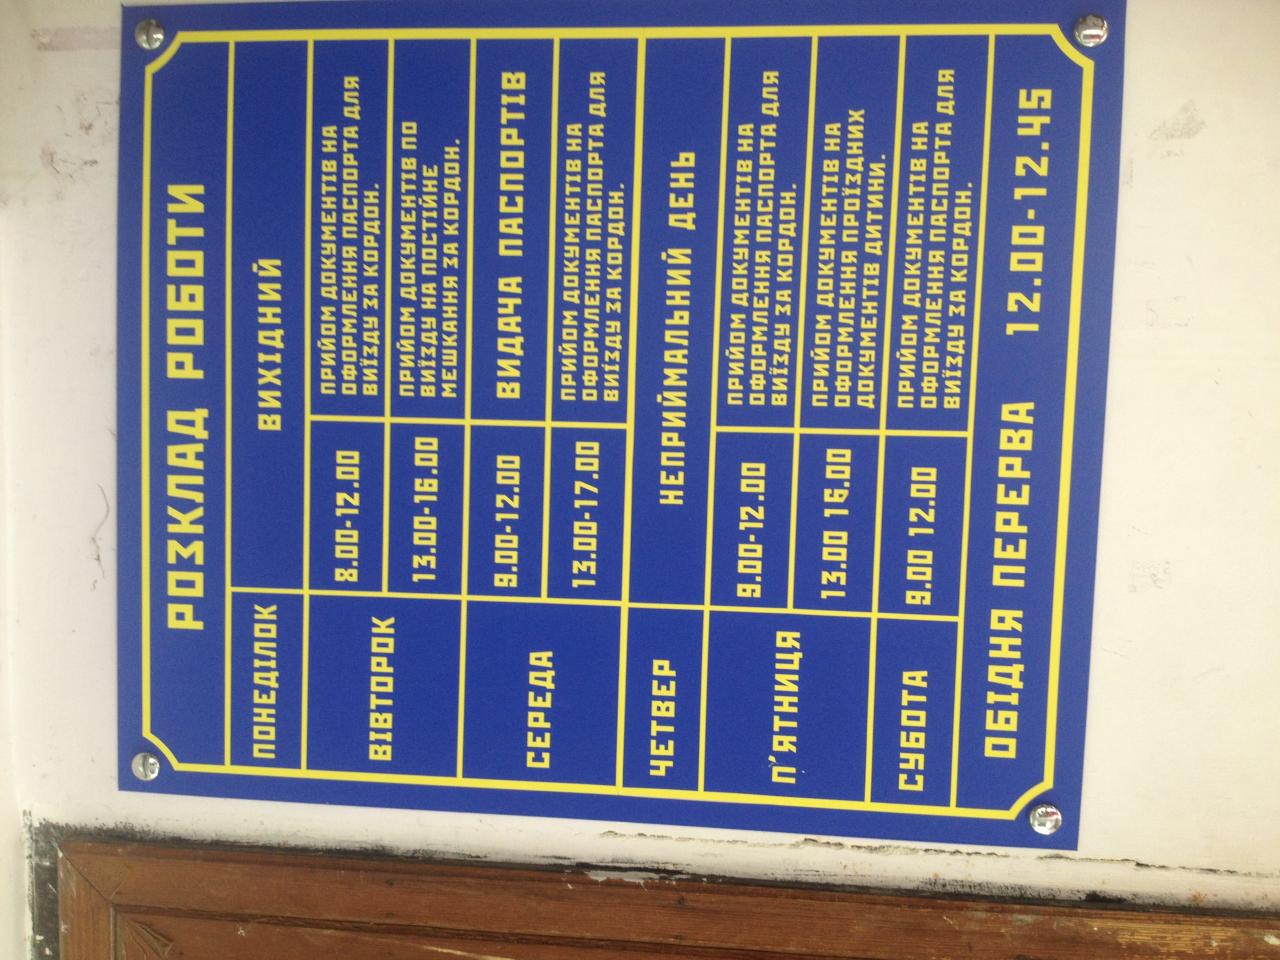 РОЗКЛАД РОБОТИ
ПОНЕДІЛОК
ВИХІДНИЙ
ВІВТОРОК
8.00-12.00
ПРИЙОМ ДОКУМЕНТІВ НА
ОФОРМЛЕННЯ ПАСПОРТА ДЛЯ
ВИЇЗДУ ЗА КОРДОН.
13.00-16.00
ПРИЙОМ ДОКУМЕНТІВ ПО
ВИЇЗДУ НА ПОСТІЙНЕ
МЕШКАННЯ ЗА КОРДОН.
СЕРЕДА
9.00-12.00
ВИДАЧА ПАСПОРТІВ
13.00-17.00
ПРИЙОМ ДОКУМЕНТІВ НА
ОФОРМЛЕННЯ ПАСПОРТА ДЛЯ
ВИЇЗДУ ЗА КОРДОН.
ЧЕТВЕР
НЕПРИЙМАЛЬНИЙ ДЕНЬ
П'ЯТНИЦЯ
9.00-12.00
ПРИЙОМ ДОКУМЕНТІВ НА
ОФОРМЛЕННЯ ПАСПОРТА ДЛЯ
ВИЇЗДУ ЗА КОРДОН.
13.00 16.00
ПРИЙОМ ДОКУМЕНТІВ НА
ОФОРМЛЕННЯ ПРОЇЗДНИХ
ДОКУМЕНТІВ ДИТИНИ.
СУБОТА
9.00 12.00
ПРИЙОМ ДОКУМЕНТІВ НА
ОФОРМЛЕННЯ ПАСПОРТА ДЛЯ
ВИЇЗДУ ЗА КОРДОН.
ОБІДНЯ ПЕРЕРВА 12.00-12.45